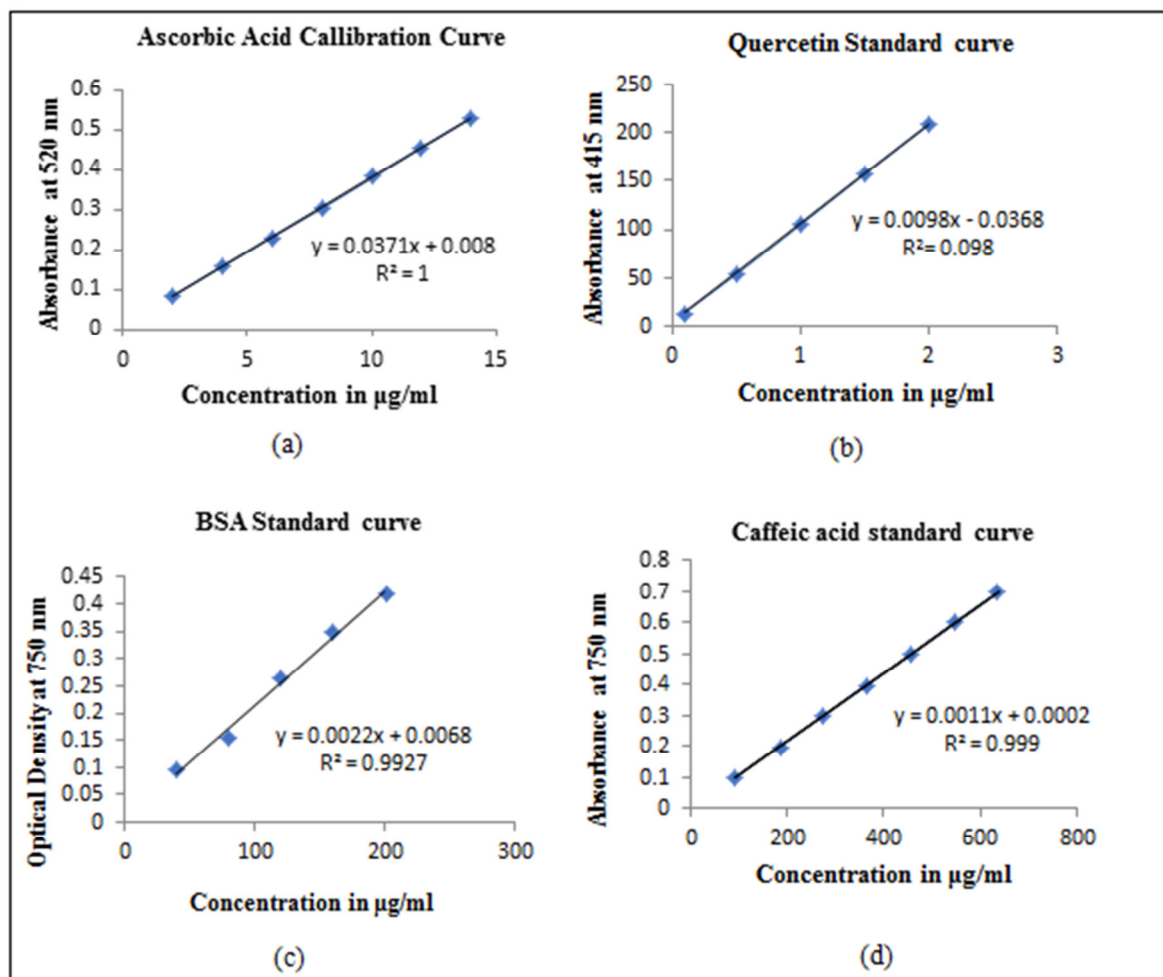 Ascorbic Acid Callibration Curve
Absorbance at 520 nm
0.6
0.5
0.4
0.3
0.2
0.1
0
y = 0.0371x + 0.008
R² = 1
0 5 10 15
Concentration in µg/ml
(a)
Quercetin Standard curve
Absorbance at 415 nm
250
200
150
100
50
0
y = 0.0098x - 0.0368
R² = 0.098
0 1 2 3
Concentration in µg/ml
(b)
BSA Standard curve
Optical Density at 750 nm
0.45
0.4
0.35
0.3
0.25
0.2
0.15
0.1
0.05
0
y = 0.0022x + 0.0068
R² = 0.9927
0 100 200 300
Concentration in µg/ml
(c)
Caffeic acid standard curve
Absorbance at 750 nm
0.8
0.7
0.6
0.5
0.4
0.3
0.2
0.1
0
y = 0.0011x + 0.0002
R² = 0.999
0 200 400 600 800
Concentration in µg/ml
(d)